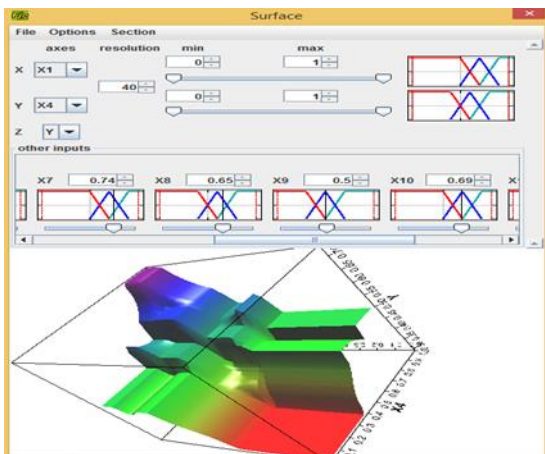 Surface
File Options Section
axes resolution min max
X X1 0 1
40
Y X4 0 1
Z Y
other inputs
X7 0.74 X8 0.65 X9 0.5 X10 0.69
Y
X4